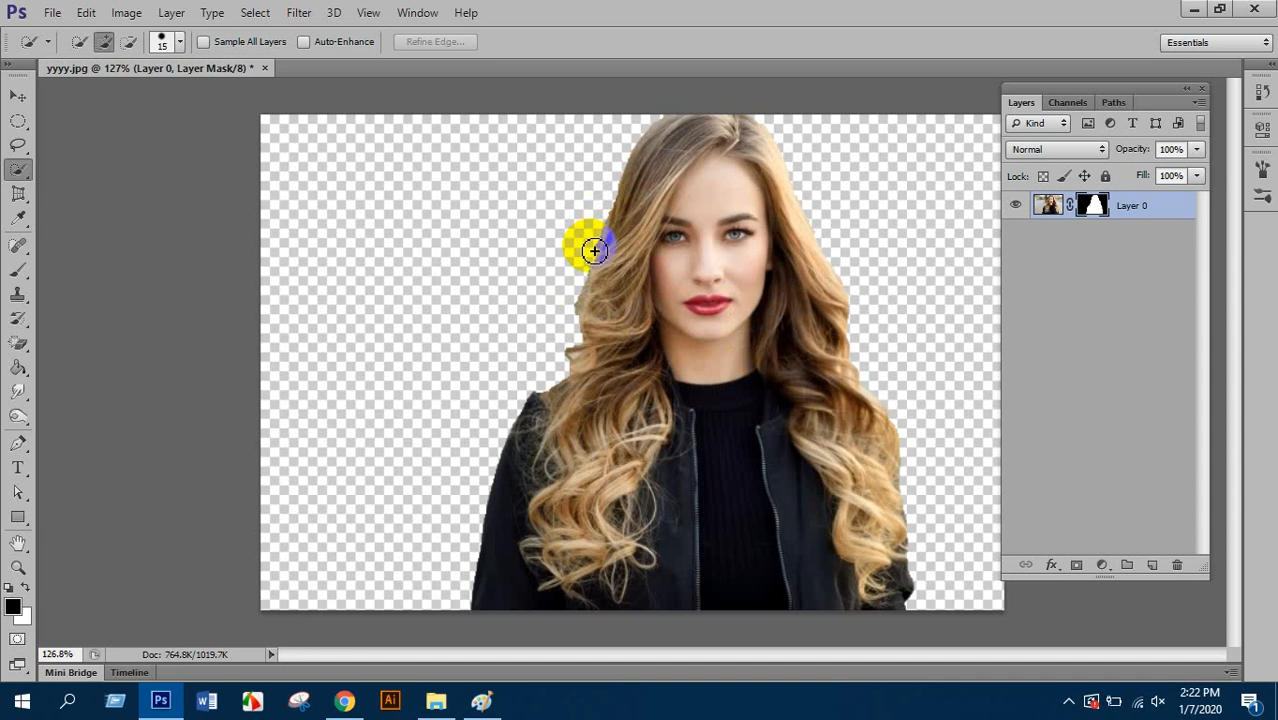 Ps File Edit Image Layer Type Select Filter 3D View Window Help
15 Sample All Layers Auto-Enhance Refine Edge... Essentials
yyyy.jpg @ 127% (Layer 0, Layer Mask/8) * ×
Layers Channels Paths
Kind
Normal Opacity: 100%
Lock: Fill: 100%
Layer 0
126.8% Doc: 764.8K/1019.7K
Mini Bridge Timeline
2:22 PM
1/7/2020